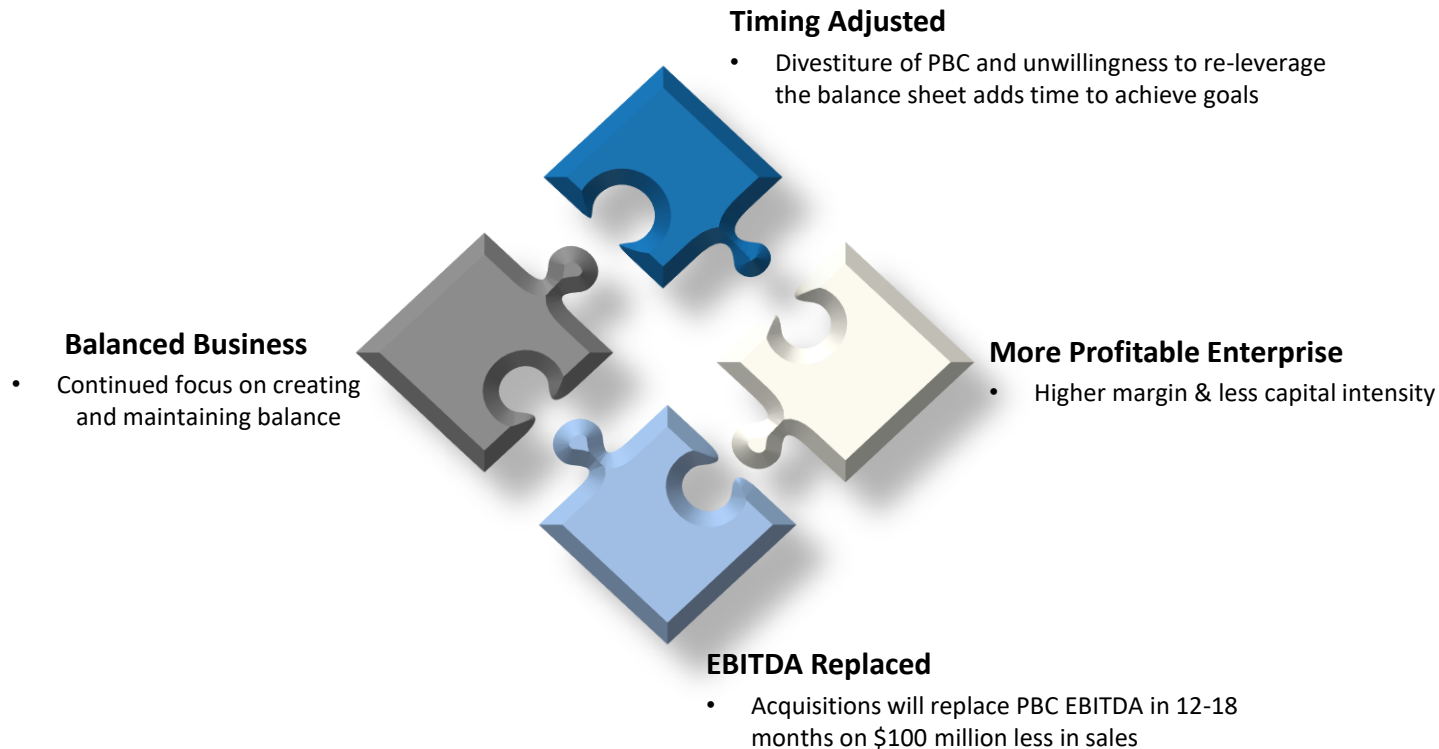 Timing Adjusted
• Divestiture of PBC and unwillingness to re-leverage
the balance sheet adds time to achieve goals
Balanced Business
• Continued focus on creating
and maintaining balance
More Profitable Enterprise
• Higher margin & less capital intensity
EBITDA Replaced
• Acquisitions will replace PBC EBITDA in 12-18
months on $100 million less in sales